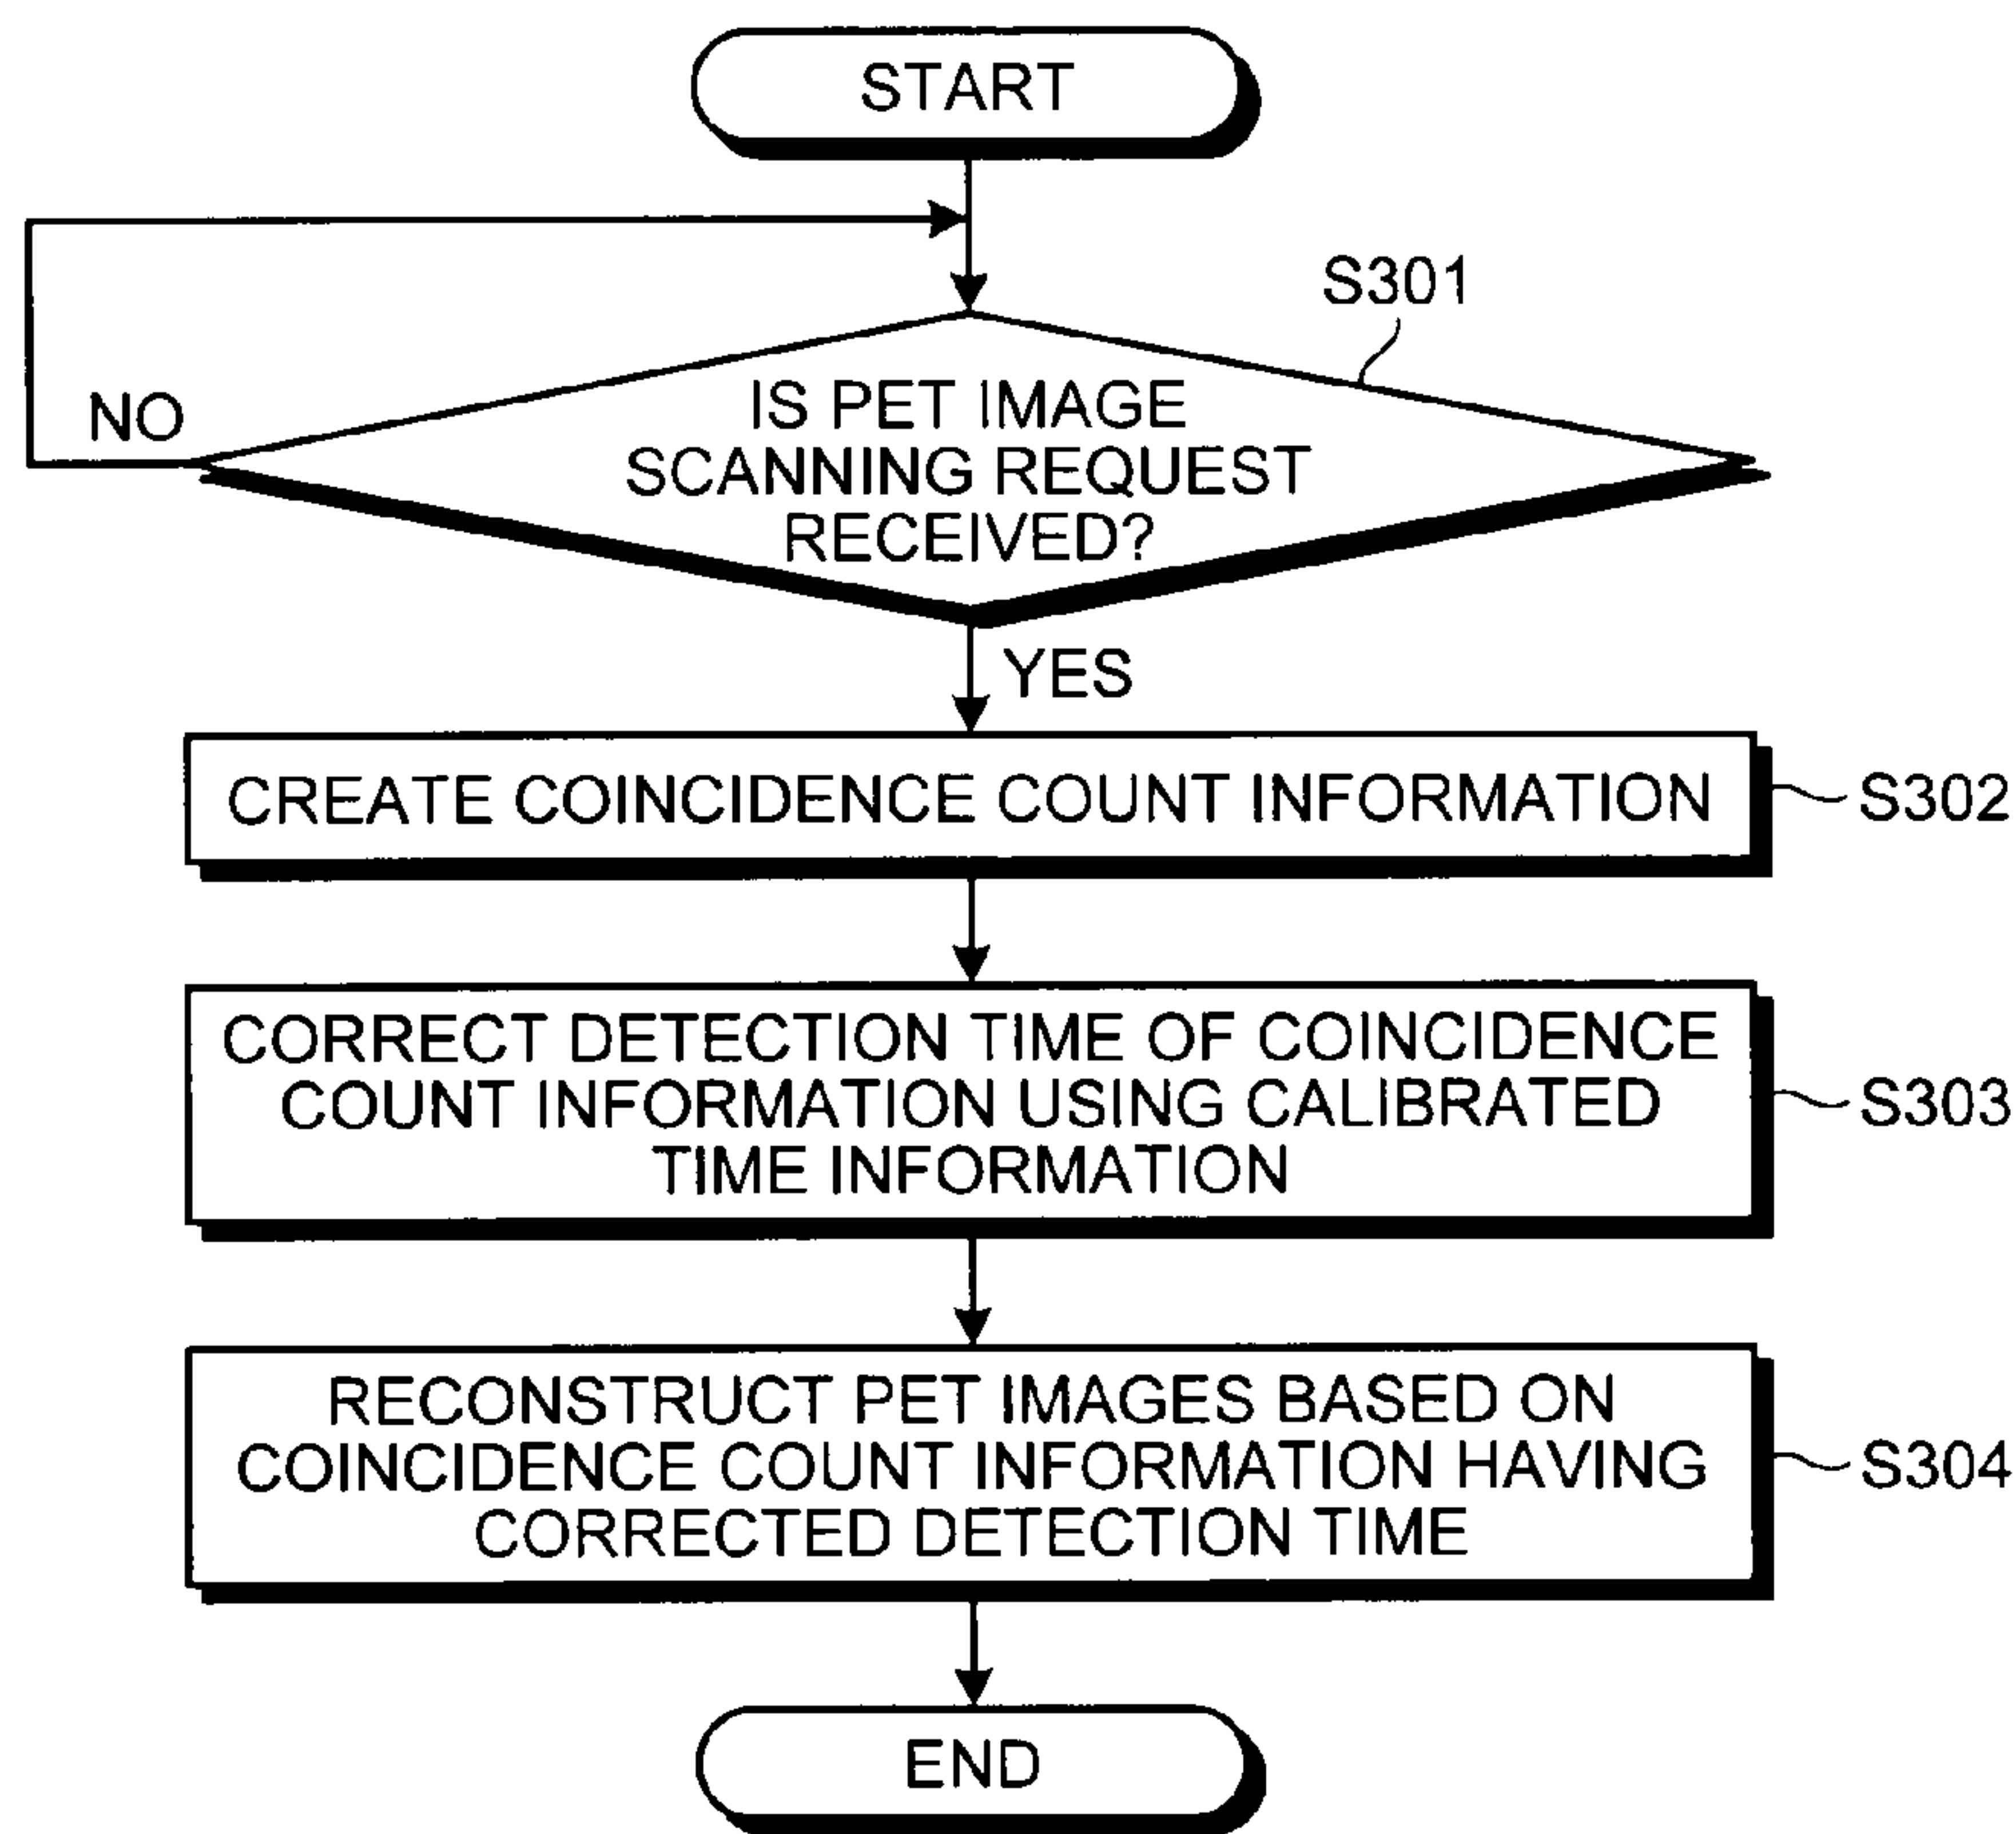 START
S301
IS PET IMAGE
SCANNING REQUEST
RECEIVED?
NO
YES
CREATE COINCIDENCE COUNT INFORMATION
S302
CORRECT DETECTION TIME OF COINCIDENCE
COUNT INFORMATION USING CALIBRATED
TIME INFORMATION
S303
RECONSTRUCT PET IMAGES BASED ON
COINCIDENCE COUNT INFORMATION HAVING
CORRECTED DETECTION TIME
S304
END